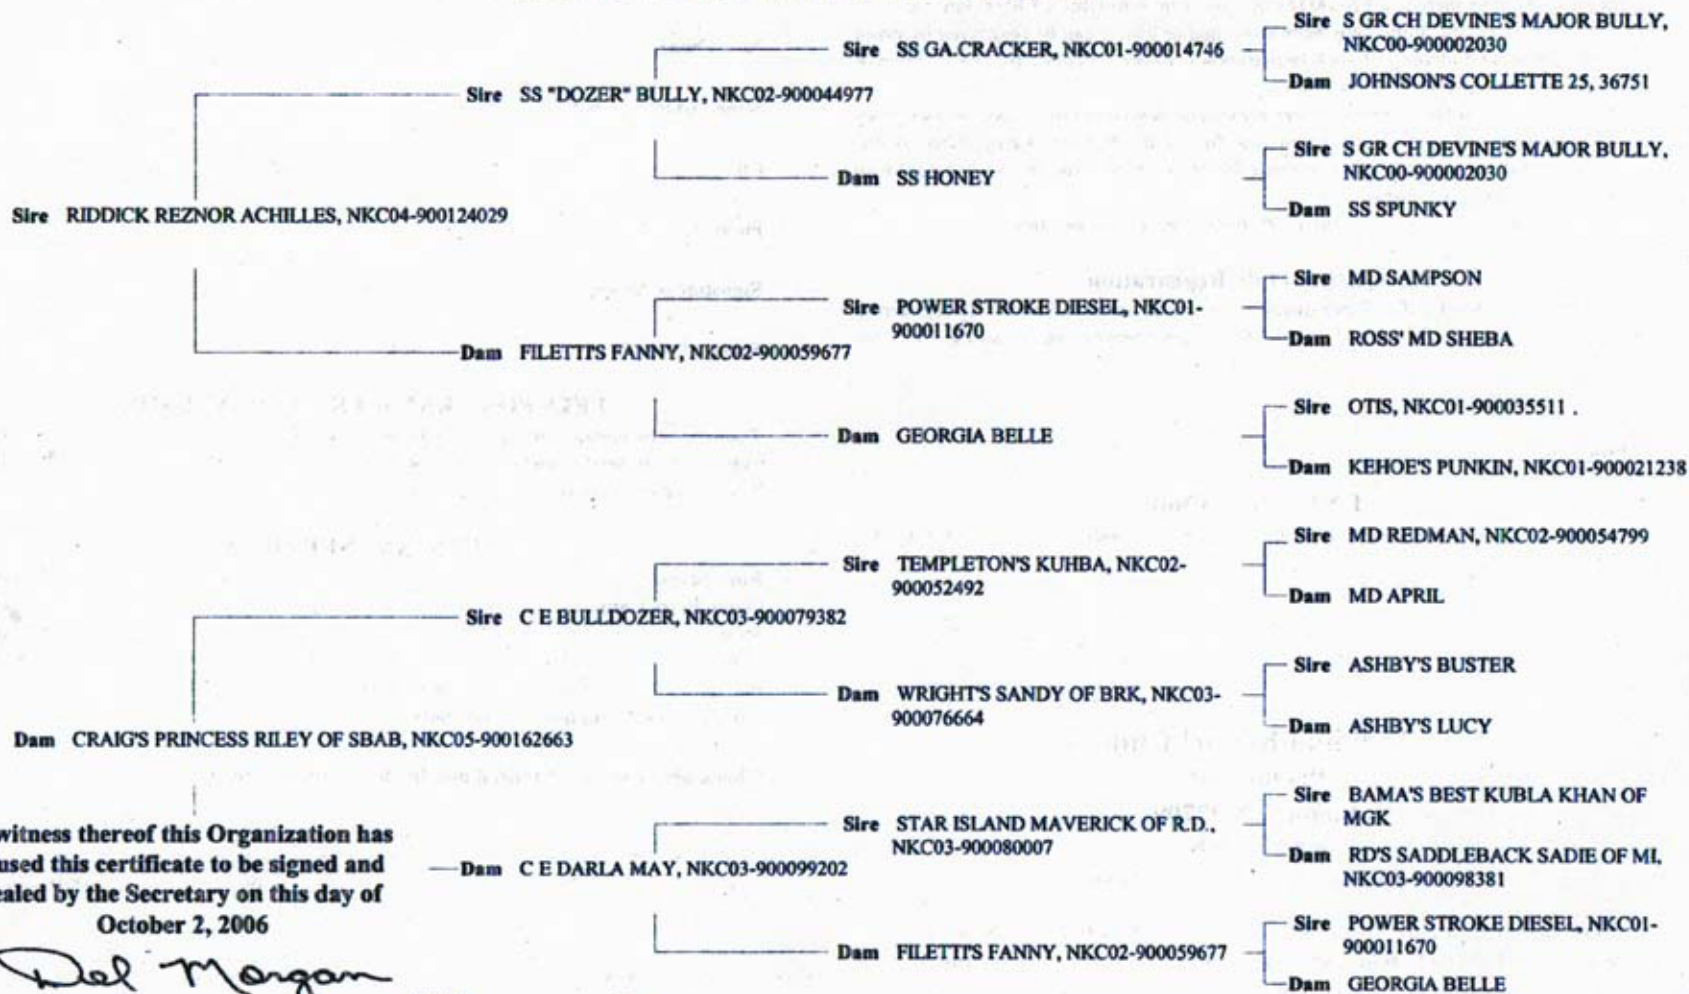 Sire S GR CH DEVINE'S MAJOR BULLY,
NKC00-900002030
Sire SS GA.CRACKER, NKC01-900014746
Dam JOHNSON'S COLLETTE 25, 36751
Sire SS "DOZER" BULLY, NKC02-900044977
Sire S GR CH DEVINE'S MAJOR BULLY,
NKC00-900002030
Dam SS HONEY
Dam SS SPUNKY
Sire RIDDICK REZNOR ACHILLES, NKC04-900124029
Sire MD SAMPSON
Sire POWER STROKE DIESEL, NKC01-
900011670
Dam ROSS' MD SHEBA
Dam FILETTI'S FANNY, NKC02-900059677
Sire OTIS, NKC01-900035511 .
Dam GEORGIA BELLE
Dam KEHOE'S PUNKIN, NKC01-900021238
Sire MD REDMAN, NKC02-900054799
Sire TEMPLETON'S KUHBA, NKC02-
900052492
Dam MD APRIL
Sire C E BULLDOZER, NKC03-900079382
Sire ASHBY'S BUSTER
Dam WRIGHT'S SANDY OF BRK, NKC03-
900076664
Dam ASHBY'S LUCY
Dam CRAIG'S PRINCESS RILEY OF SBAB, NKC05-900162663
Sire BAMA'S BEST KUBLA KHAN OF
MGK
Sire STAR ISLAND MAVERICK OF R.D.,
NKC03-900080007
Dam RD'S SADDLEBACK SADIE OF MI,
NKC03-900098381
Dam C E DARLA MAY, NKC03-900099202
Sire POWER STROKE DIESEL, NKC01-
900011670
Dam FILETTI'S FANNY, NKC02-900059677
Dam GEORGIA BELLE
witness thereof this Organization has
used this certificate to be signed and
ealed by the Secretary on this day of
October 2, 2006
Del Morgan